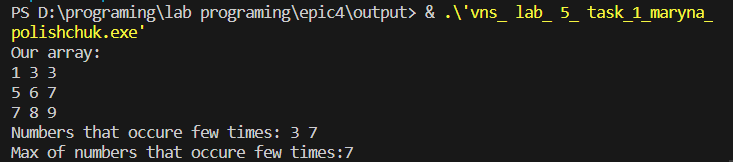 PS D:\programing\lab programing\epic4\output> & .\'vns_ lab_ 5_ task_1_maryna_
polishchuk.exe'
Our array:
1 3 3
5 6 7
7 8 9
Numbers that occure few times: 3 7
Max of numbers that occure few times:7